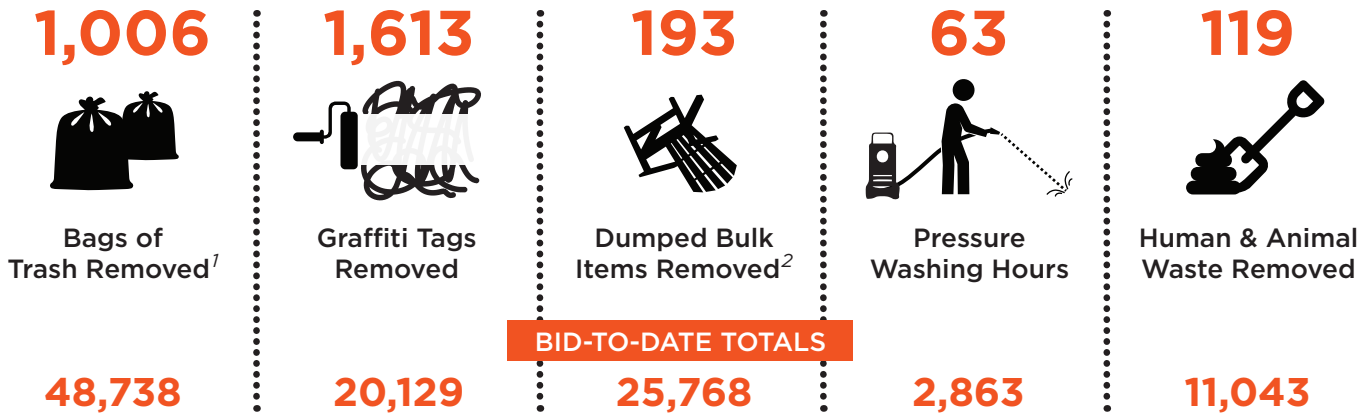 1,006
1,613
193
63
119
Bags of
Trash Removed1
Graffiti Tags
Removed
Dumped Bulk
Items Removed2
Pressure
Washing Hours
Human & Animal
Waste Removed
BID-TO-DATE TOTALS
48,738
20,129
25,768
2,863
11,043